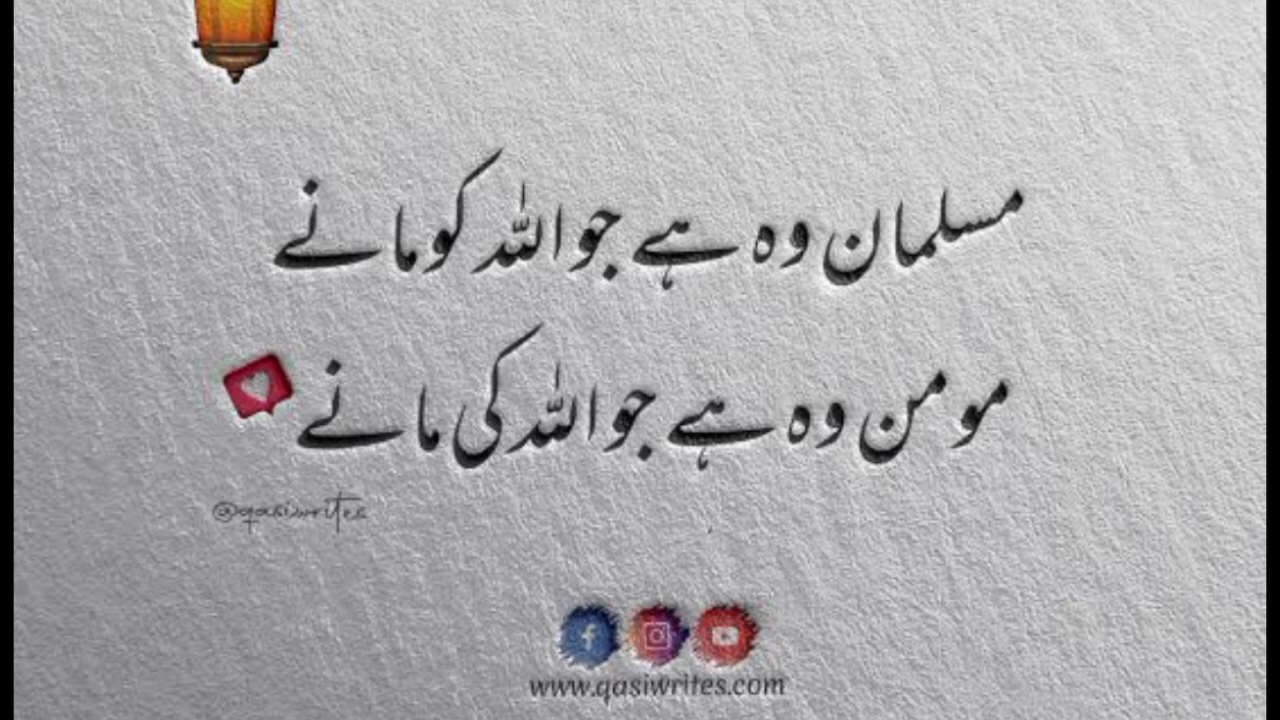 مسلمان وہ ہے جو اللہ کو مانے
مومن وہ ہے جو اللہ کی مانے
@qasiwrites
www.qasiwrites.com